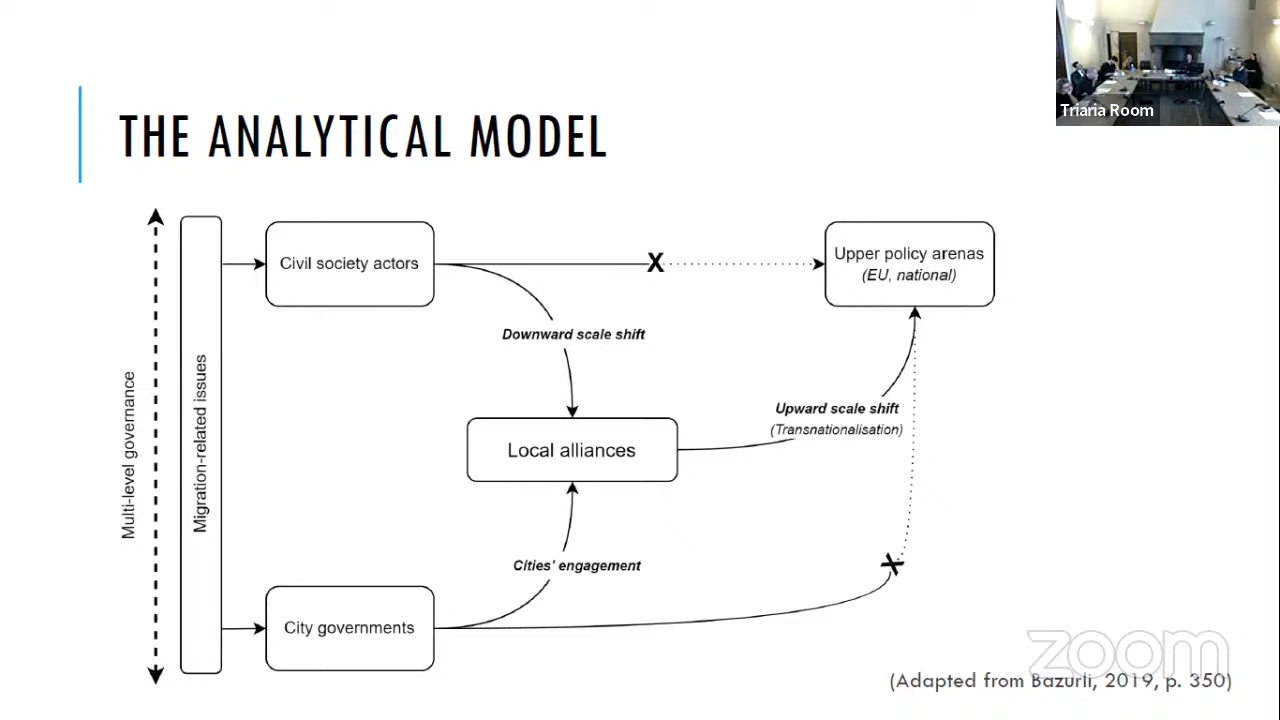 Triaria Room
THE ANALYTICAL MODEL
Civil society actors
Upper policy arenas
(EU, national)
X
Downward scale shift
Multi-level governance
Migration-related issues
Upward scale shift
(Transnationalisation)
Local alliances
Cities' engagement
X
City governments
zoom
(Adapted from Bazurli, 2019, p. 350)